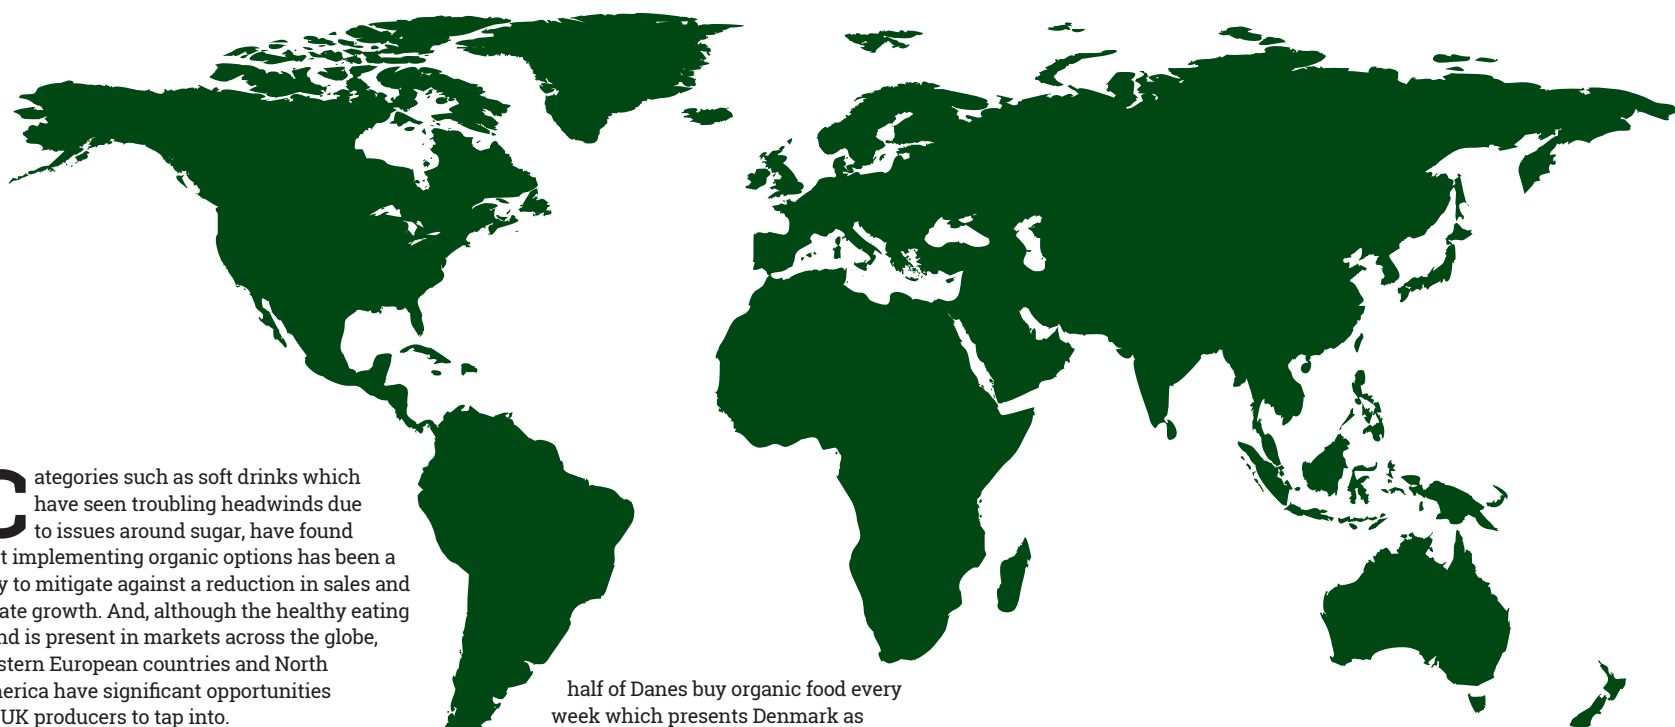 Categories such as soft drinks which
have seen troubling headwinds due
to issues around sugar, have found
t implementing organic options has been a
y to mitigate against a reduction in sales and
ate growth. And, although the healthy eating
nd is present in markets across the globe,
stern European countries and North
erica have significant opportunities
UK producers to tap into.
half of Danes buy organic food every
week which presents Denmark as